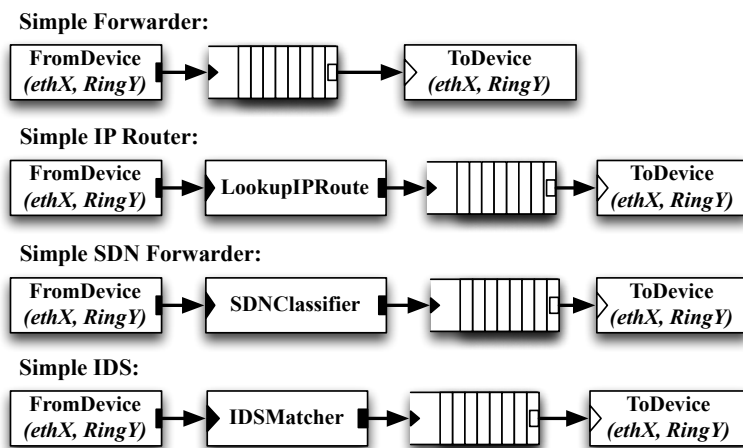 Simple Forwarder:
FromDevice
(ethX, RingY)
ToDevice
(ethX, RingY)
Simple IP Router:
FromDevice
(ethX, RingY)
LookupIPRoute
ToDevice
(ethX, RingY)
Simple SDN Forwarder:
FromDevice
(ethX, RingY)
SDNClassifier
ToDevice
(ethX, RingY)
Simple IDS:
FromDevice
(ethX, RingY)
IDSMatcher
ToDevice
(ethX, RingY)